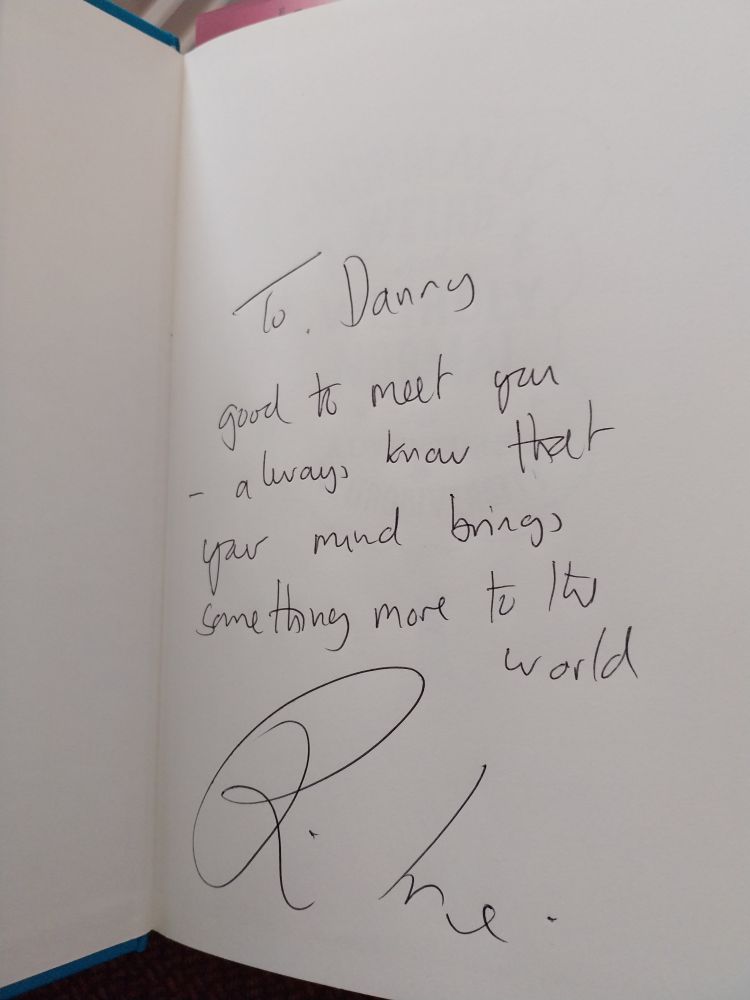 To. Danny
good to meet you
- always know that
your mind brings
something more to the
world